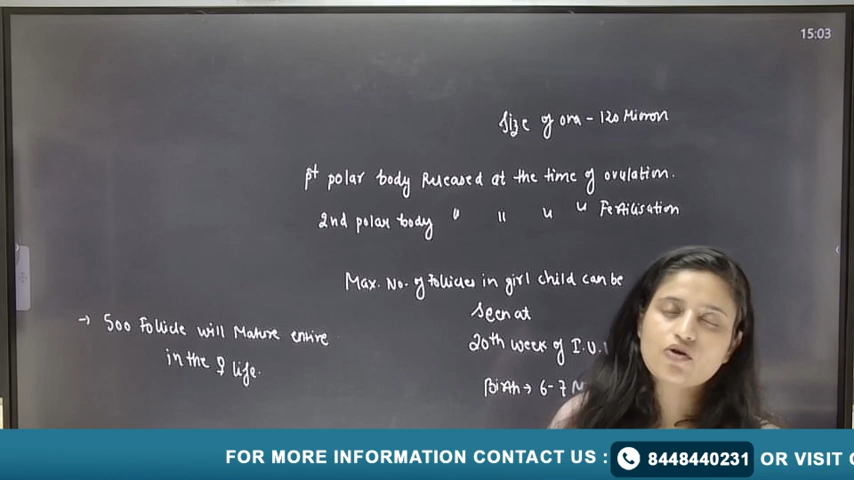 15:03
Size of ova - 120 Micron
Pt polar body Released at the time of ovulation.
2nd polar body " " " " Fertilisation
Max. No. of follicles in girl child can be
seen at
20th week of I.U.
Birth → 6-7 M
→ 500 Follicle will Mature entire
in the ♀ life.
FOR MORE INFORMATION CONTACT US : 8448440231 OR VISIT